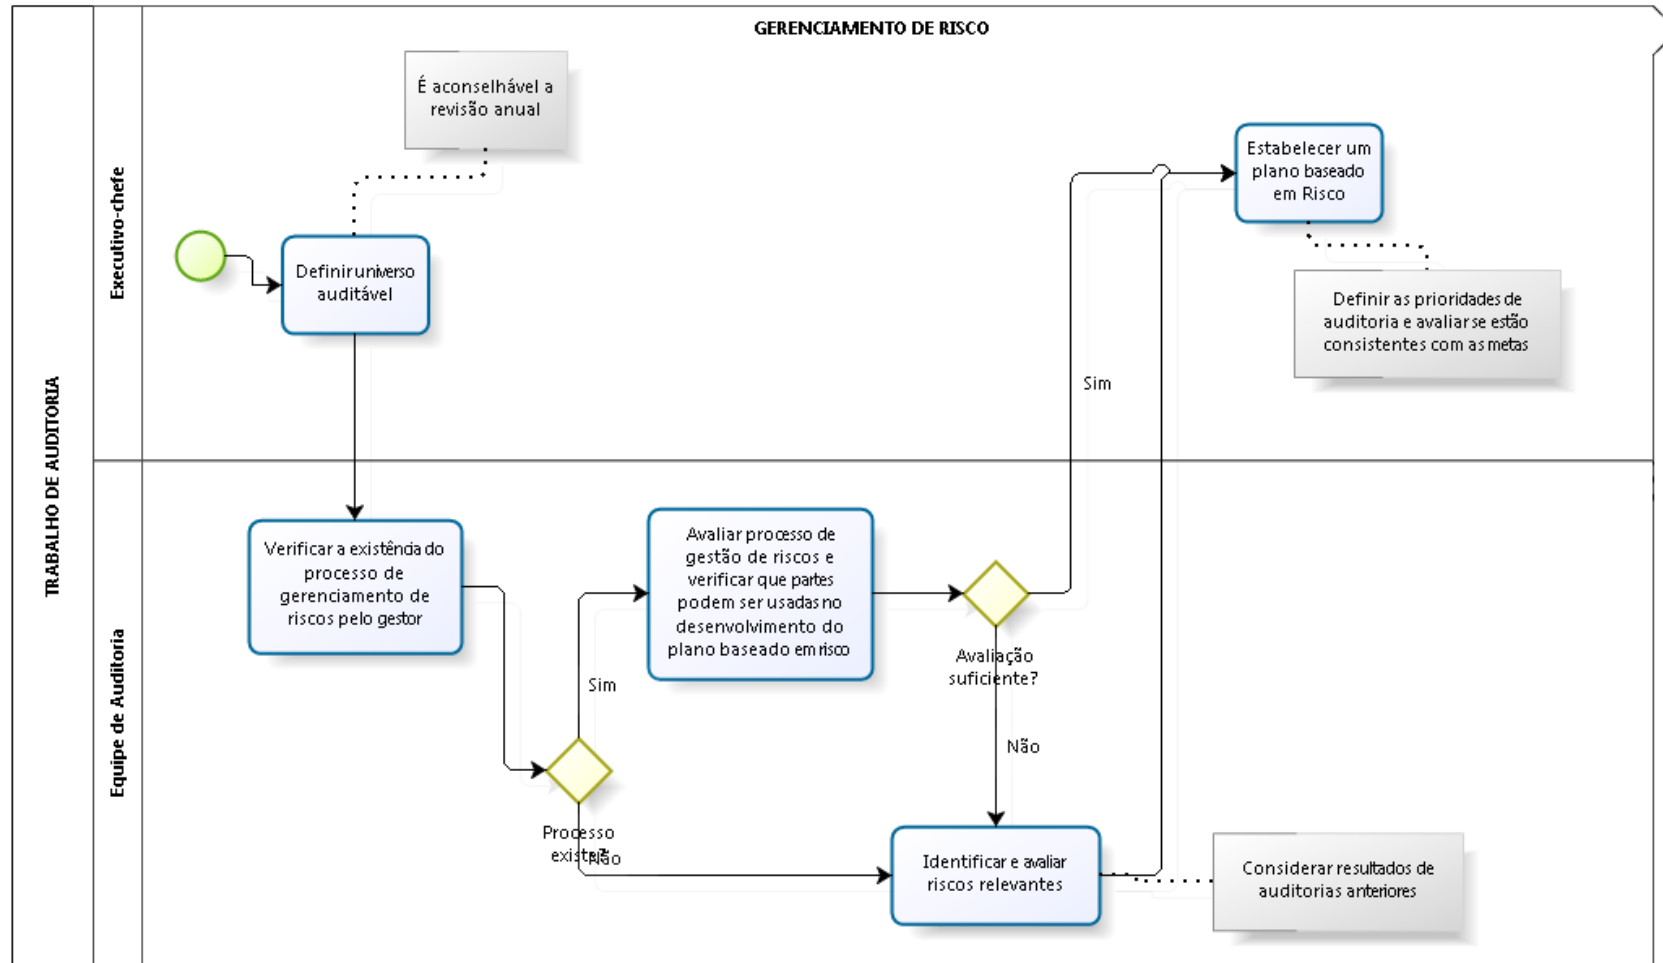 GERENCIAMENTO DE RISCO
TRABALHO DE AUDITORIA
Executivo-chefe
É aconselhável a
revisão anual
Definir universo
auditável
Estabelecer um
plano baseado
em Risco
Definir as prioridades de
auditoria e avaliar se estão
consistentes com as metas
Sim
Equipe de Auditoria
Verificar a existência do
processo de
gerenciamento de
riscos pelo gestor
Avaliar processo de
gestão de riscos e
verificar que partes
podem ser usadas no
desenvolvimento do
plano baseado em risco
Avaliação
suficiente?
Sim
Não
Processo
existe?
Não
Identificar e avaliar
riscos relevantes
Considerar resultados de
auditorias anteriores